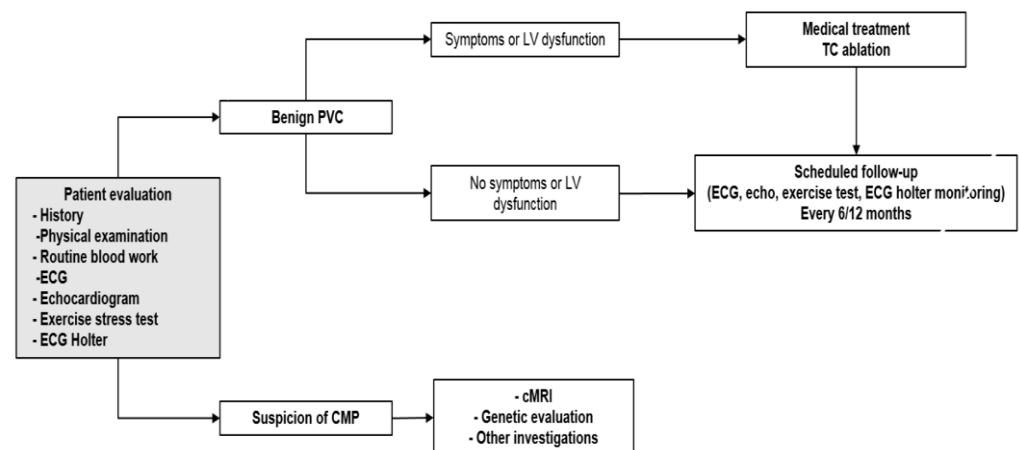 Symptoms or LV dysfunction
Medical treatment
TC ablation
Benign PVC
Patient evaluation
- History
-Physical examination
- Routine blood work
-ECG
- Echocardiogram
- Exercise stress test
- ECG Holter
No symptoms or LV
dysfunction
Scheduled follow-up
(ECG, echo, exercise test, ECG holter monitoring)
Every 6/12 months
Suspicion of CMP
- cMRI
- Genetic evaluation
- Other investigations